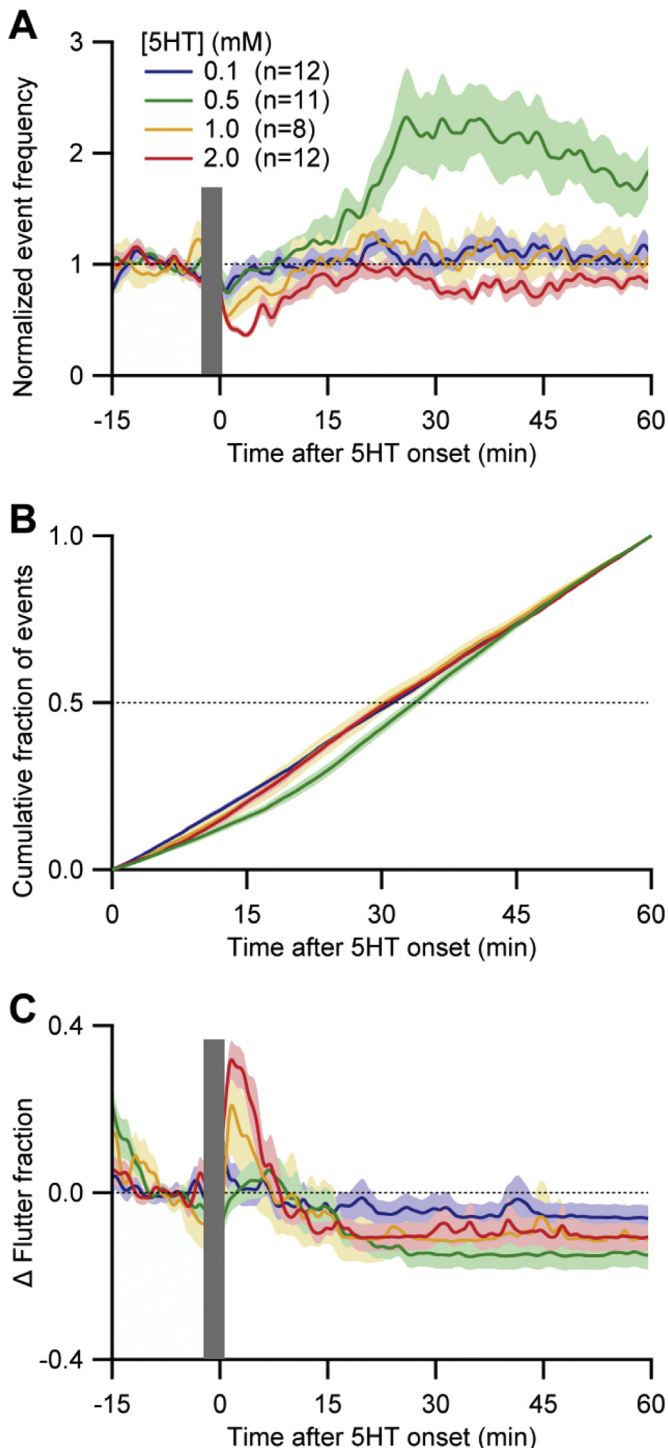 A
[5HT] (mM)
0.1 (n=12)
0.5 (n=11)
1.0 (n=8)
2.0 (n=12)
Normalized event frequency
3
2
1
0
-15 0 15 30 45 60
Time after 5HT onset (min)
B
Cumulative fraction of events
1.0
0.5
0.0
0 15 30 45 60
Time after 5HT onset (min)
C
Δ Flutter fraction
0.4
0.0
-0.4
-15 0 15 30 45 60
Time after 5HT onset (min)